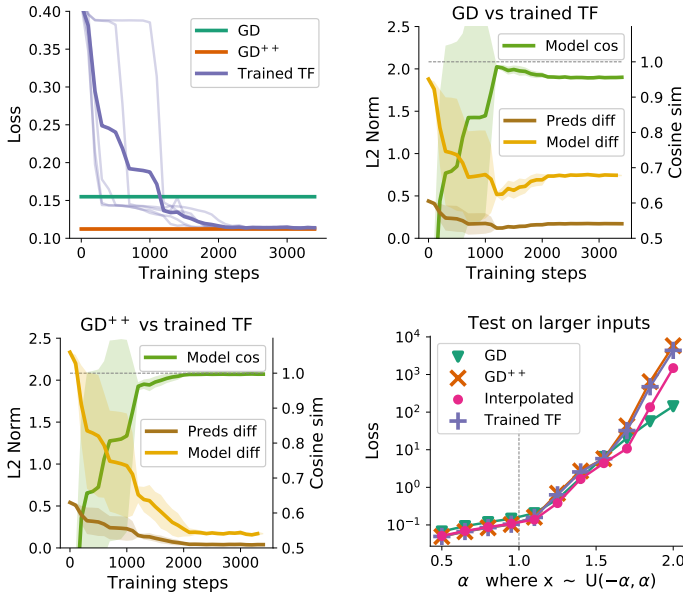 0.40
0.35
0.30
0.25
0.20
0.15
0.10
Loss
GD
GD++
Trained TF
0
1000
2000
3000
Training steps
GD vs trained TF
2.5
2.0
1.5
1.0
0.5
0.0
L2 Norm
Model cos
Preds diff
Model diff
1.0
0.9
0.8
0.7
0.6
0.5
Cosine sim
0
1000
2000
3000
Training steps
GD++ vs trained TF
2.5
2.0
1.5
1.0
0.5
0.0
L2 Norm
Model cos
Preds diff
Model diff
1.0
0.9
0.8
0.7
0.6
0.5
Cosine sim
0
1000
2000
3000
Training steps
Test on larger inputs
10⁴
10³
10²
10¹
10⁰
10⁻¹
Loss
GD
GD++
Interpolated
Trained TF
0.5
1.0
1.5
2.0
α where x ~ U(−α, α)